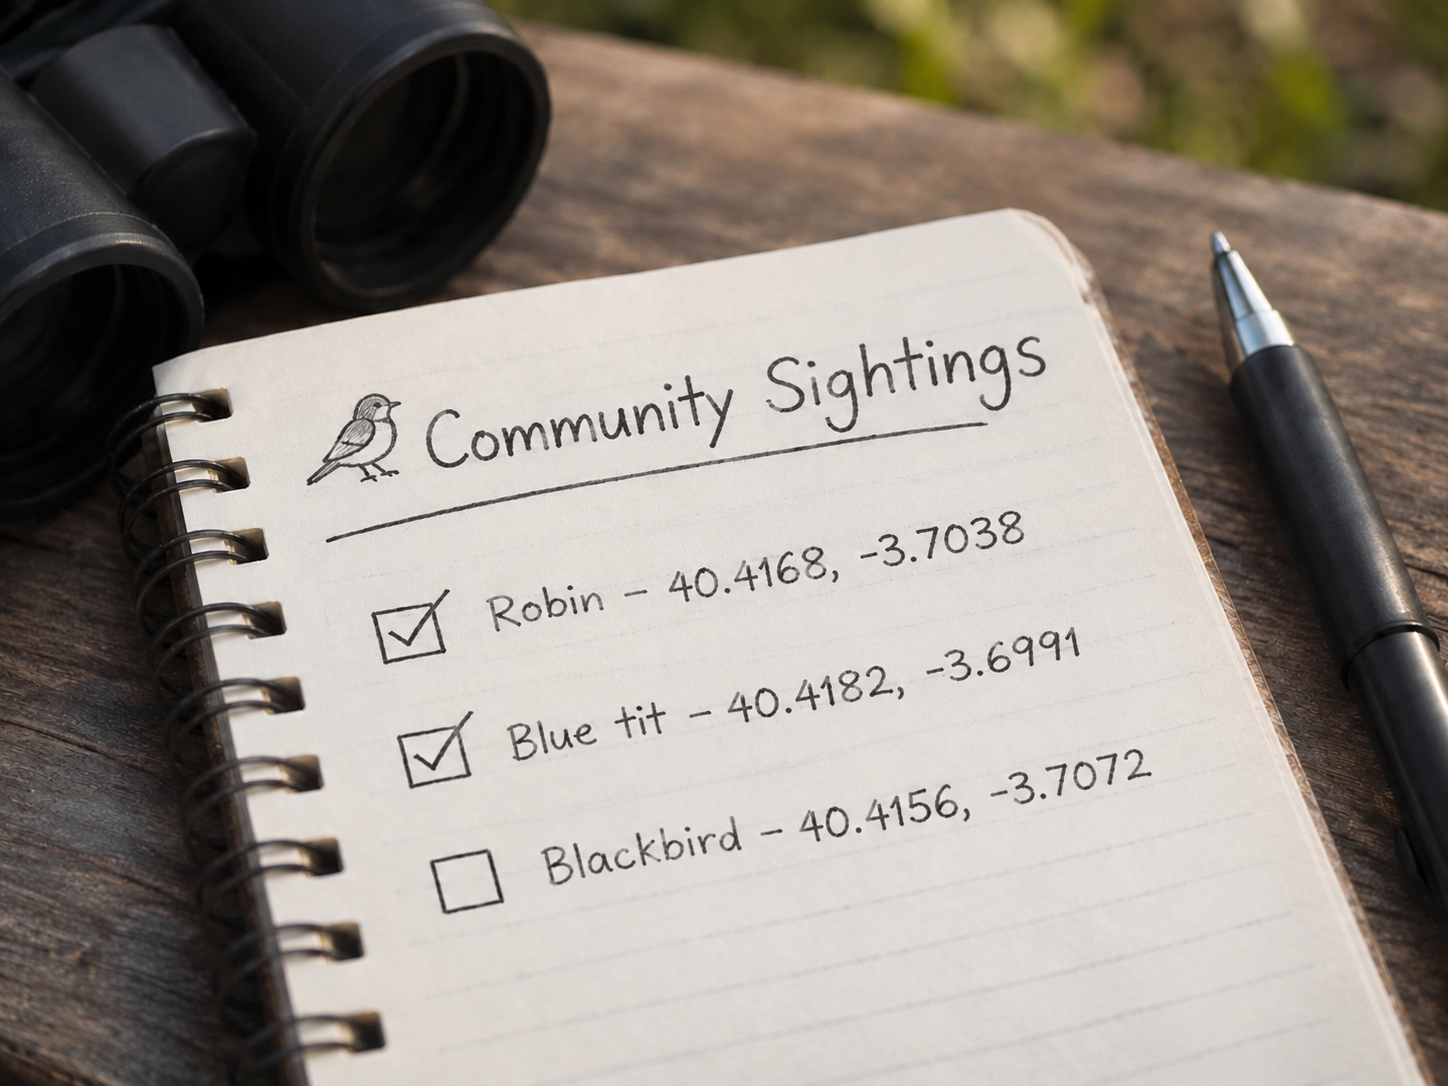 Community Sightings
Robin – 40.4168, -3.7038
Blue tit – 40.4182, -3.6991
Blackbird – 40.4156, -3.7072